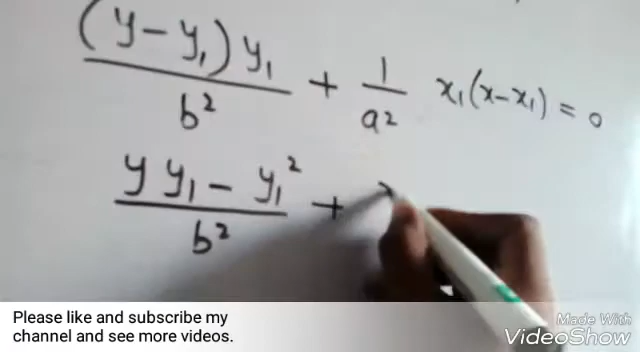 (y-y₁)y₁/b² + 1/a² x₁(x-x₁) = 0
yy₁-y₁²/b² +
Please like and subscribe my
channel and see more videos.
Made With
VideoShow